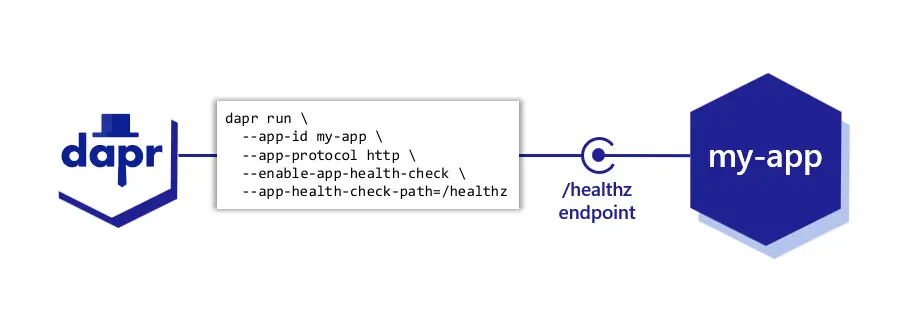 dapr
dapr run \
--app-id my-app \
--app-protocol http \
--enable-app-health-check \
--app-health-check-path=/healthz
/healthz
endpoint
my-app